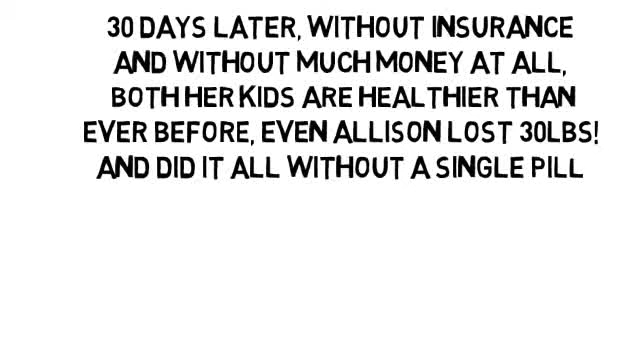 30 DAYS LATER, WITHOUT INSURANCE
AND WITHOUT MUCH MONEY AT ALL,
BOTH HER KIDS ARE HEALTHIER THAN
EVER BEFORE, EVEN ALLISON LOST 30LBS!
AND DID IT ALL WITHOUT A SINGLE PILL